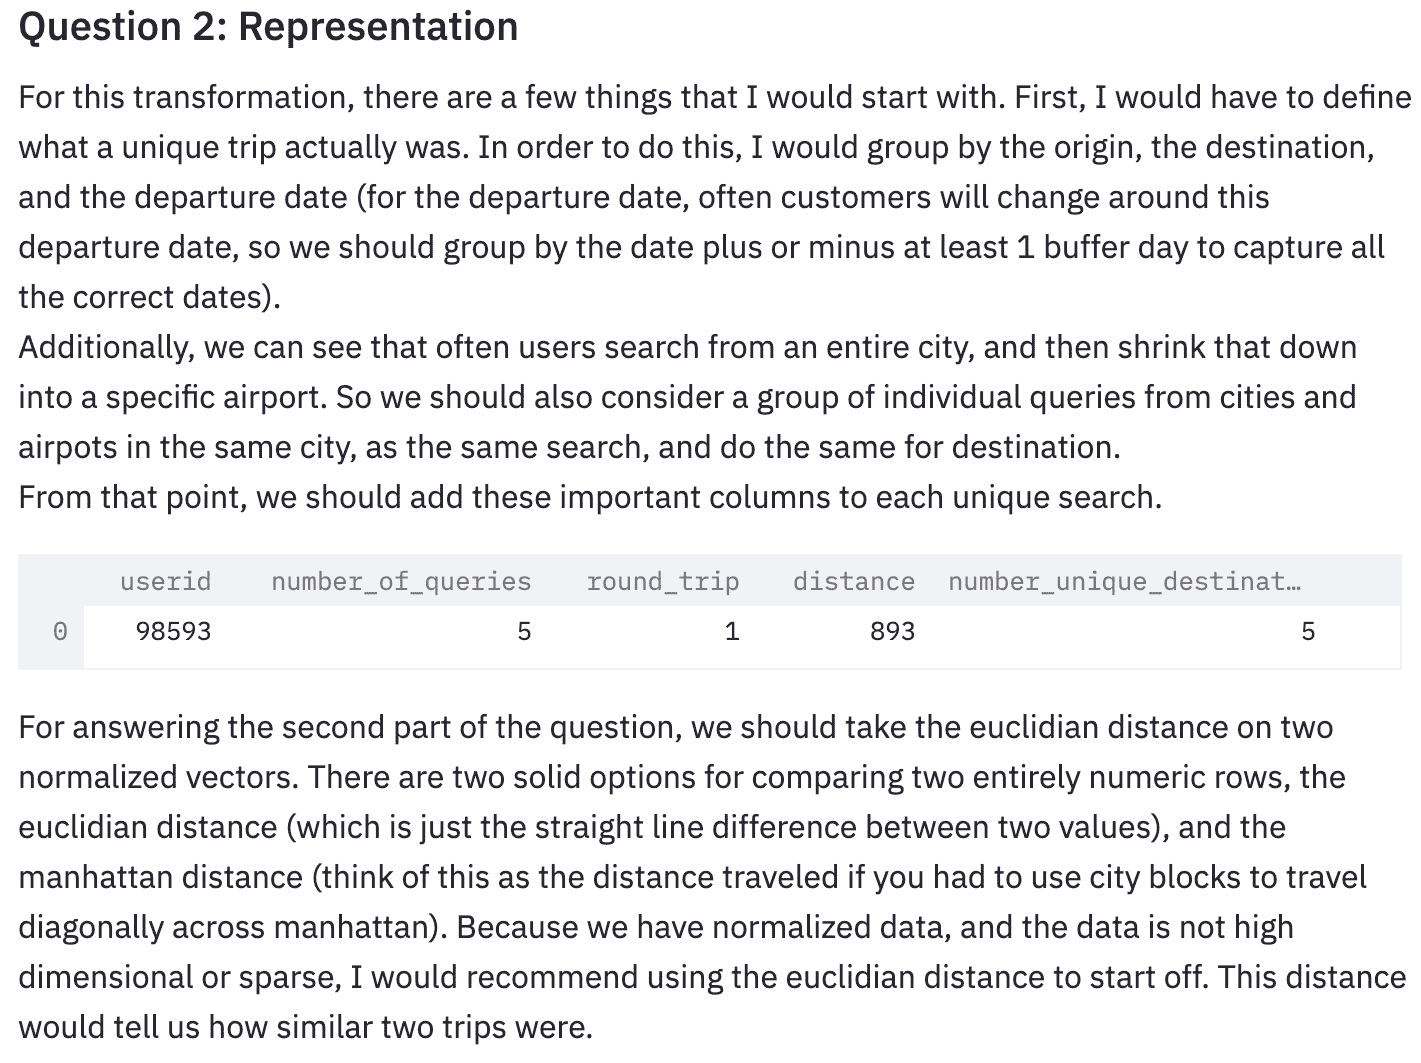 Question 2: Representation
For this transformation, there are a few things that I would start with. First, I would have to define
what a unique trip actually was. In order to do this, I would group by the origin, the destination,
and the departure date (for the departure date, often customers will change around this
departure date, so we should group by the date plus or minus at least 1 buffer day to capture all
the correct dates).
Additionally, we can see that often users search from an entire city, and then shrink that down
into a specific airport. So we should also consider a group of individual queries from cities and
airpots in the same city, as the same search, and do the same for destination.
From that point, we should add these important columns to each unique search.
userid number_of_queries round_trip distance number_unique_destinat…
0 98593 5 1 893 5
For answering the second part of the question, we should take the euclidian distance on two
normalized vectors. There are two solid options for comparing two entirely numeric rows, the
euclidian distance (which is just the straight line difference between two values), and the
manhattan distance (think of this as the distance traveled if you had to use city blocks to travel
diagonally across manhattan). Because we have normalized data, and the data is not high
dimensional or sparse, I would recommend using the euclidian distance to start off. This distance
would tell us how similar two trips were.